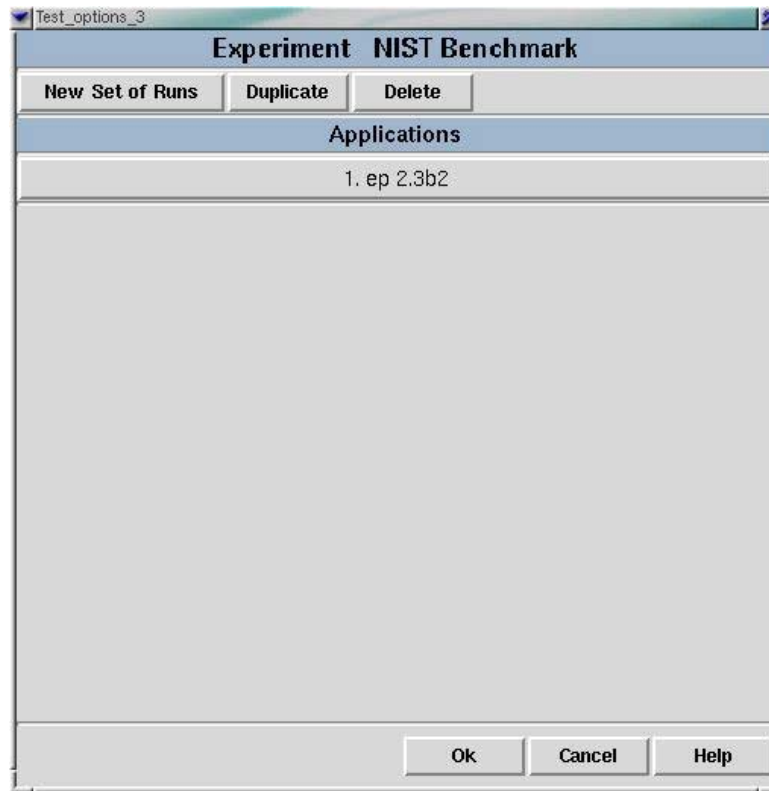 Test_options_3
Experiment NIST Benchmark
New Set of Runs Duplicate Delete
Applications
1. ep 2.3b2
Ok Cancel Help